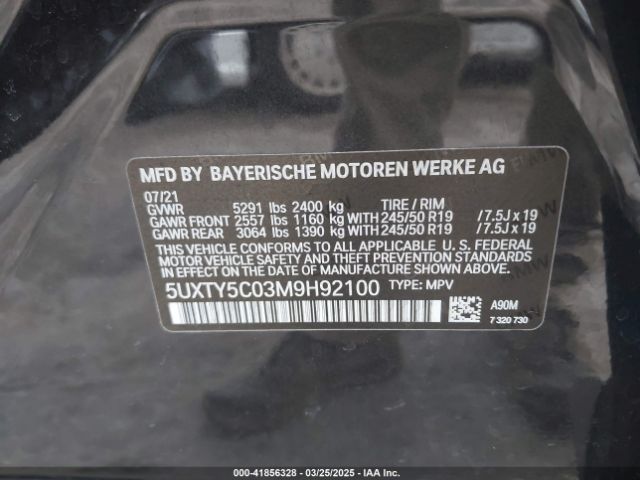 MFD BY BAYERISCHE MOTOREN WERKE AG
07/21
GVWR 5291 lbs 2400 kg TIRE / RIM
GAWR FRONT 2557 lbs 1160 kg WITH 245/50 R19 /7.5J x 19
GAWR REAR 3064 lbs 1390 kg WITH 245/50 R19 /7.5J x 19
THIS VEHICLE CONFORMS TO ALL APPLICABLE U. S. FEDERAL
MOTOR VEHICLE SAFETY AND THEFT PREVENTION STANDARDS
IN EFFECT ON THE DATE OF MANUFACTURE SHOWN ABOVE.
5UXTY5C03M9H92100 TYPE: MPV
A90M
7 320 730
000-41856328 - 03/25/2025 - IAA Inc.